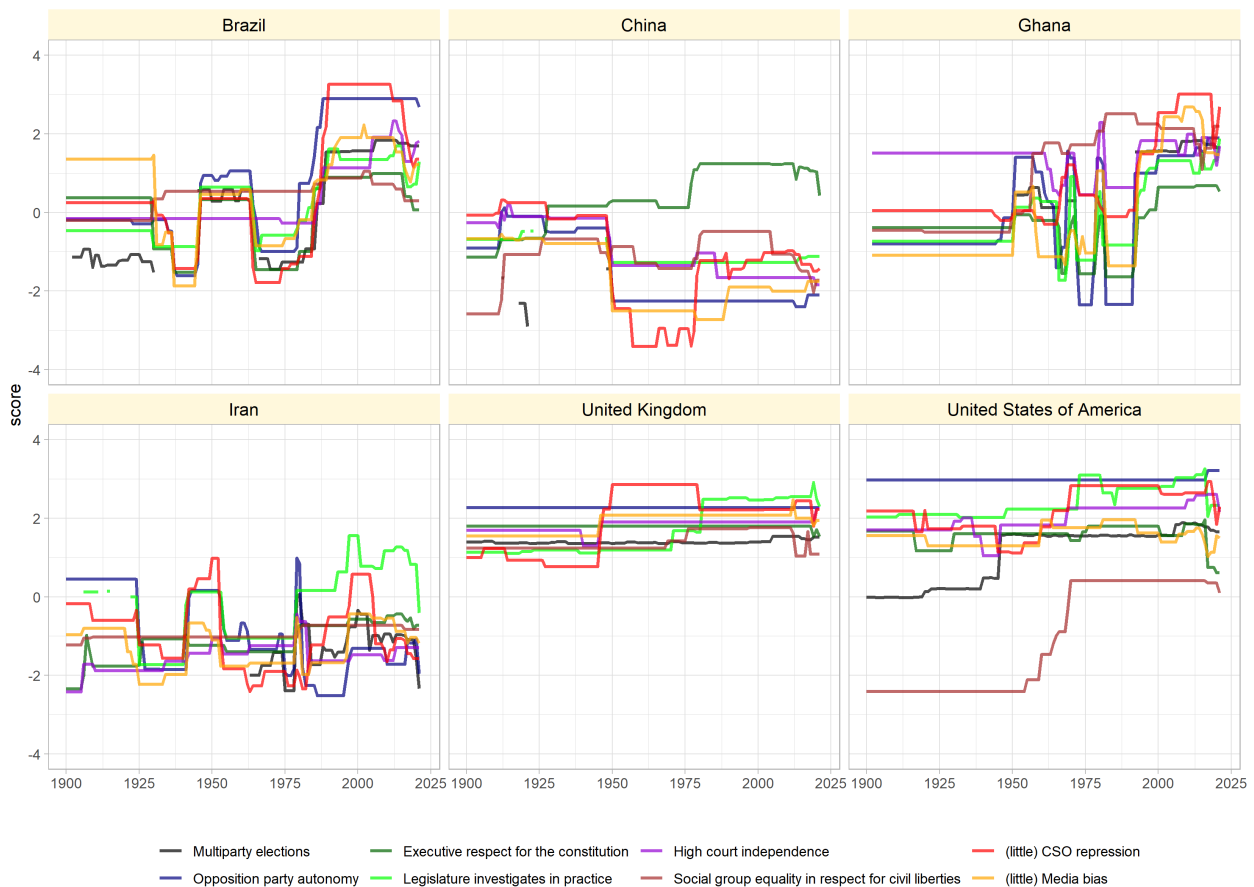 Brazil
China
Ghana
4
2
0
-2
-4
score
Iran
United Kingdom
United States of America
4
2
0
-2
-4
1900 1925 1950 1975 2000 2025
1900 1925 1950 1975 2000 2025
1900 1925 1950 1975 2000 2025
Multiparty elections
Executive respect for the constitution
High court independence
(little) CSO repression
Opposition party autonomy
Legislature investigates in practice
Social group equality in respect for civil liberties
(little) Media bias